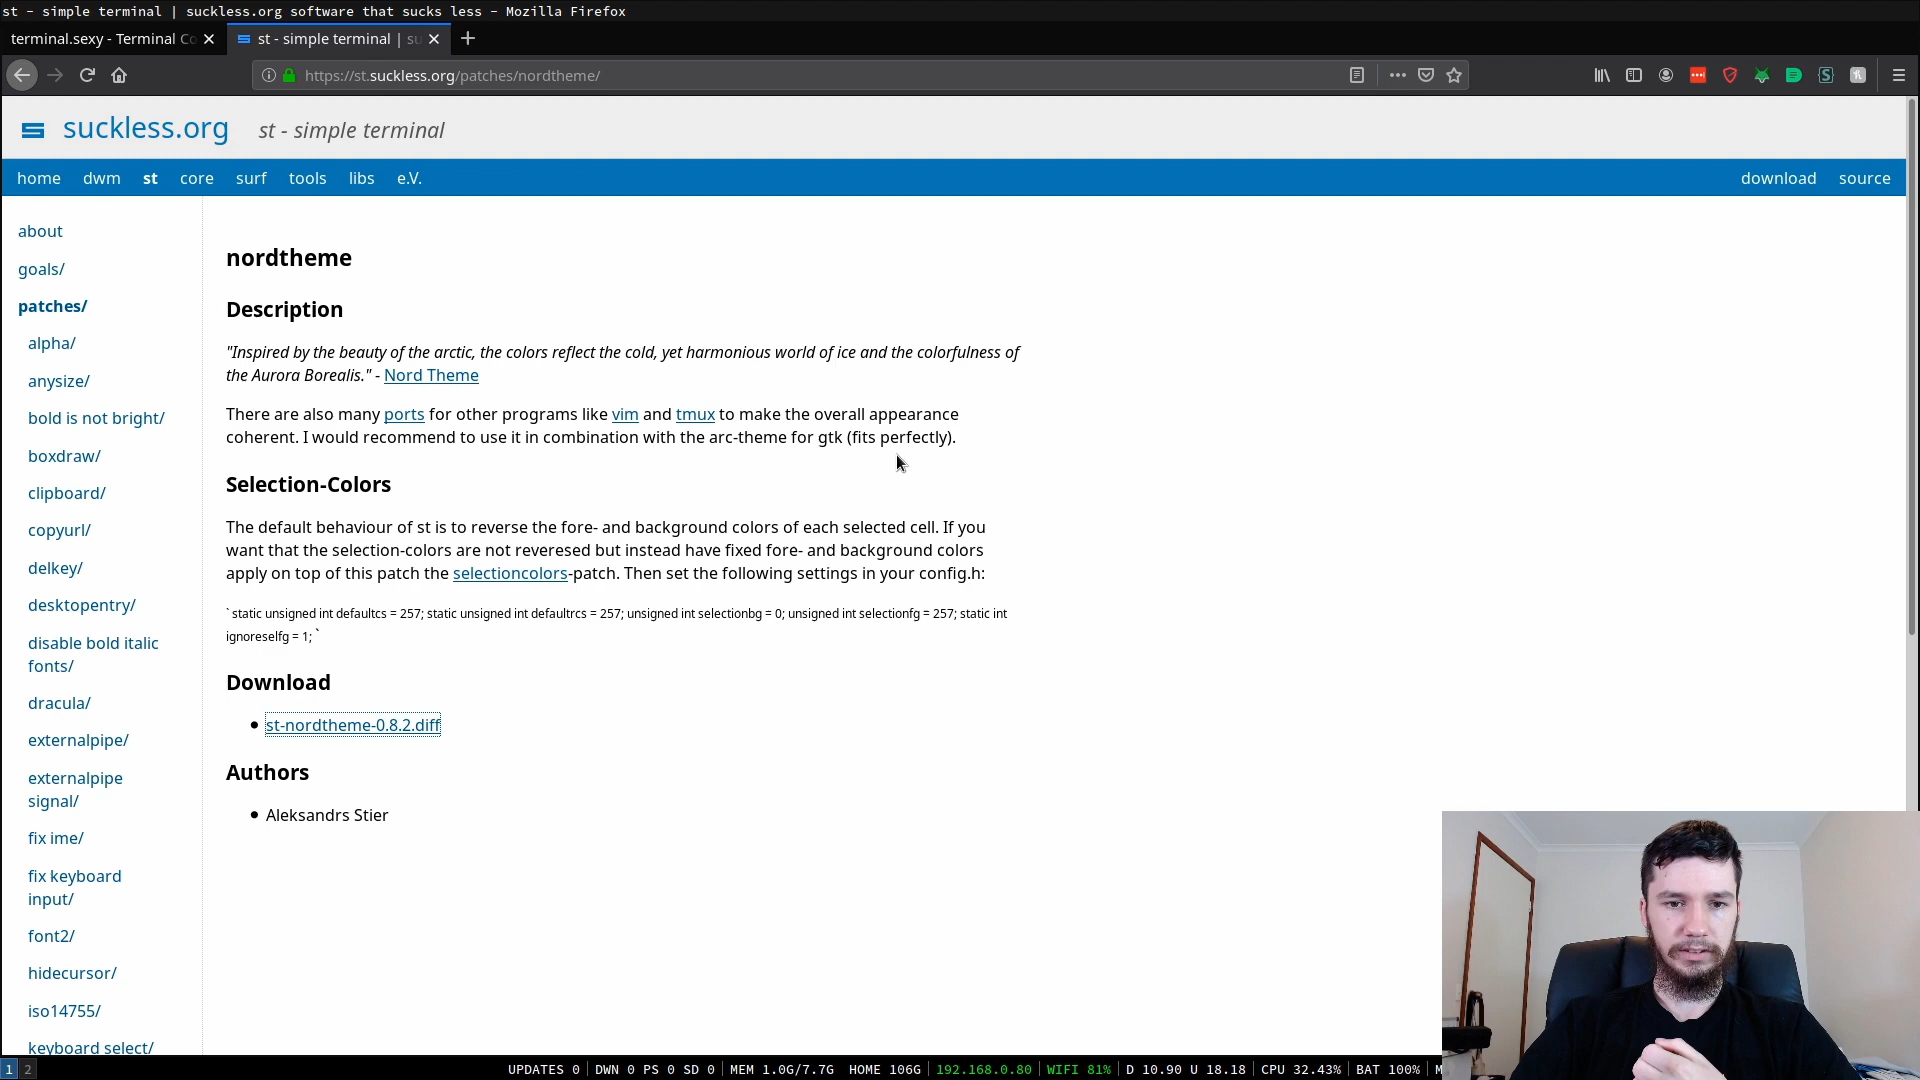 st - simple terminal | suckless.org software that sucks less - Mozilla Firefox
terminal.sexy - Terminal Co
st - simple terminal | su
https://st.suckless.org/patches/nordtheme/
suckless.org st - simple terminal
home dwm st core surf tools libs e.V. download source
about
goals/
patches/
alpha/
anysize/
bold is not bright/
boxdraw/
clipboard/
copyurl/
delkey/
desktopentry/
disable bold italic
fonts/
dracula/
externalpipe/
externalpipe
signal/
fix ime/
fix keyboard
input/
font2/
hidecursor/
iso14755/
keyboard select/
nordtheme
Description
"Inspired by the beauty of the arctic, the colors reflect the cold, yet harmonious world of ice and the colorfulness of
the Aurora Borealis." - Nord Theme
There are also many ports for other programs like vim and tmux to make the overall appearance
coherent. I would recommend to use it in combination with the arc-theme for gtk (fits perfectly).
Selection-Colors
The default behaviour of st is to reverse the fore- and background colors of each selected cell. If you
want that the selection-colors are not reveresed but instead have fixed fore- and background colors
apply on top of this patch the selectioncolors-patch. Then set the following settings in your config.h:
` static unsigned int defaultcs = 257; static unsigned int defaultrcs = 257; unsigned int selectionbg = 0; unsigned int selectionfg = 257; static int
ignoreselfg = 1; `
Download
st-nordtheme-0.8.2.diff
Authors
Aleksandrs Stier
1 2 UPDATES 0 | DWN 0 PS 0 SD 0 | MEM 1.0G/7.7G HOME 106G | 192.168.0.80 | WIFI 81% | D 10.90 U 18.18 | CPU 32.43% | BAT 100% | M